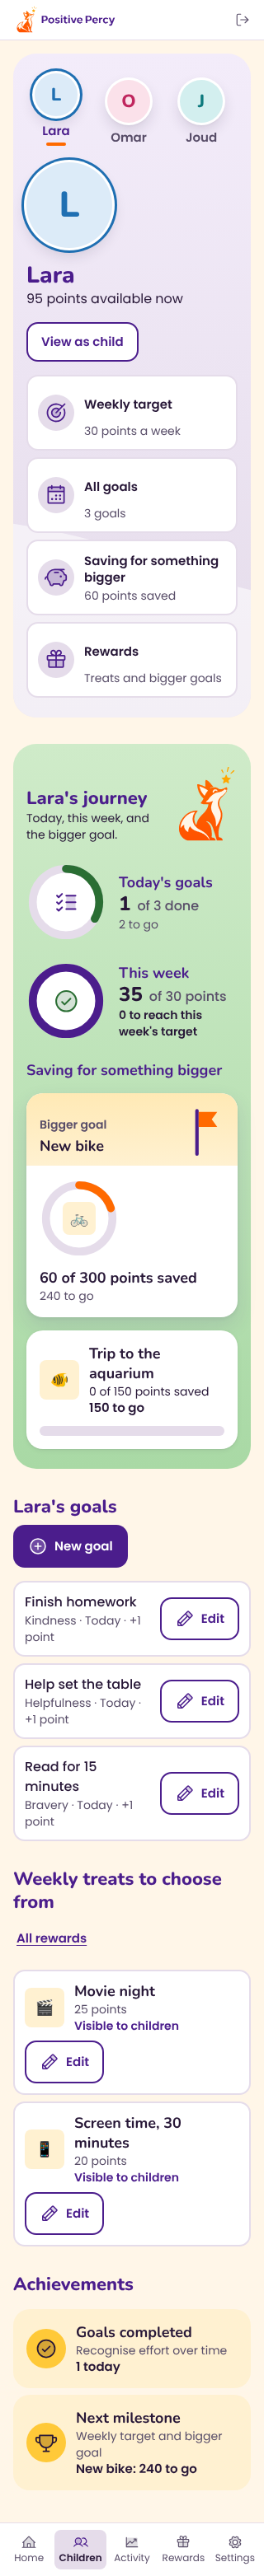 Positive Percy
L
O
J
Lara
Omar
Joud
L
Lara
95 points available now
View as child
Weekly target
30 points a week
All goals
3 goals
Saving for something
bigger
60 points saved
Rewards
Treats and bigger goals
Lara's journey
Today, this week, and
the bigger goal.
Today's goals
1 of 3 done
2 to go
This week
35 of 30 points
0 to reach this
week's target
Saving for something bigger
Bigger goal
New bike
60 of 300 points saved
240 to go
Trip to the
aquarium
0 of 150 points saved
150 to go
Lara's goals
New goal
Finish homework
Kindness · Today · +1
point
Edit
Help set the table
Helpfulness · Today ·
+1 point
Edit
Read for 15
minutes
Bravery · Today · +1
point
Edit
Weekly treats to choose
from
All rewards
Movie night
25 points
Visible to children
Edit
Screen time, 30
minutes
20 points
Visible to children
Edit
Achievements
Goals completed
Recognise effort over time
1 today
Next milestone
Weekly target and bigger
goal
New bike: 240 to go
Home
Children
Activity
Rewards
Settings